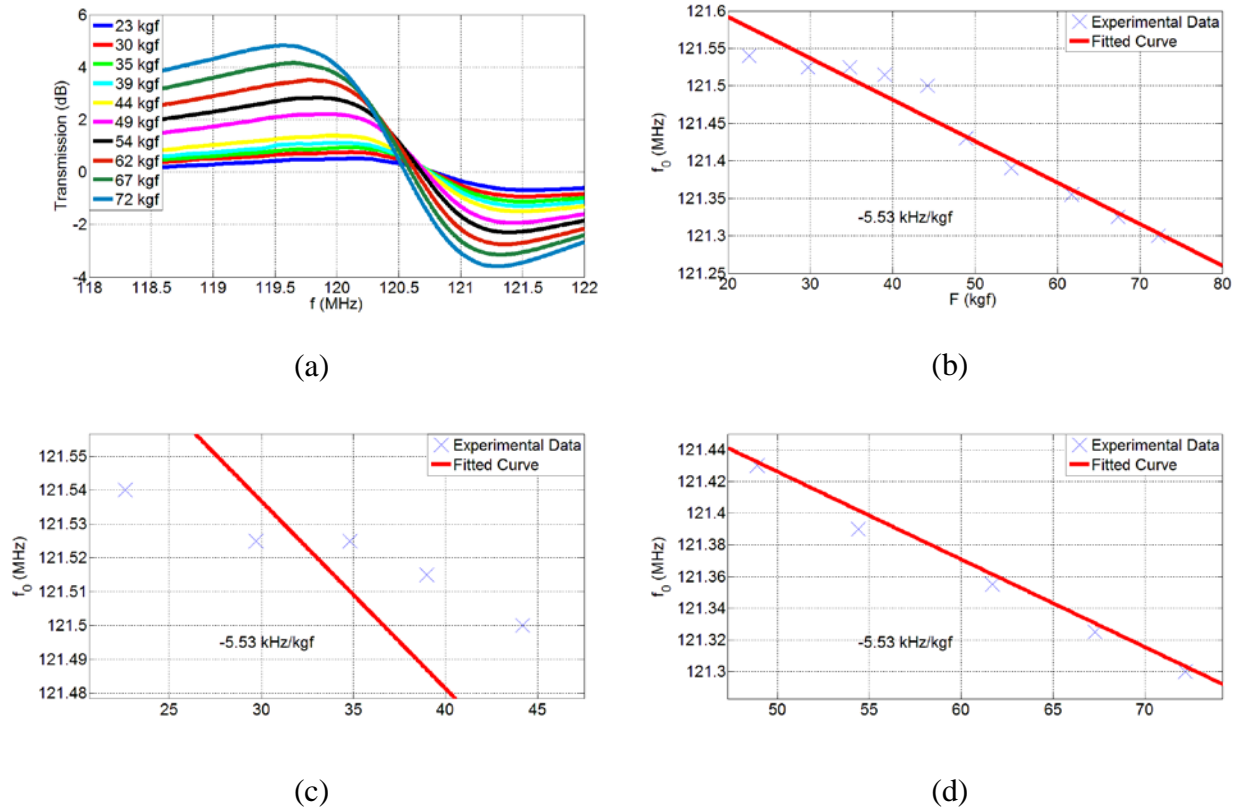 6
4
2
0
-2
-4
Transmission (dB)
23 kgf
30 kgf
35 kgf
39 kgf
44 kgf
49 kgf
54 kgf
62 kgf
67 kgf
72 kgf
118 118.5 119 119.5 120 120.5 121 121.5 122
f (MHz)
(a)
121.6
121.55
121.5
121.45
121.4
121.35
121.3
121.25
f0 (MHz)
Experimental Data
Fitted Curve
-5.53 kHz/kgf
20 30 40 50 60 70 80
F (kgf)
(b)
121.55
121.54
121.53
121.52
121.51
121.5
121.49
121.48
f0 (MHz)
Experimental Data
Fitted Curve
-5.53 kHz/kgf
25 30 35 40 45
(c)
121.44
121.42
121.4
121.38
121.36
121.34
121.32
121.3
f0 (MHz)
Experimental Data
Fitted Curve
-5.53 kHz/kgf
50 55 60 65 70
(d)